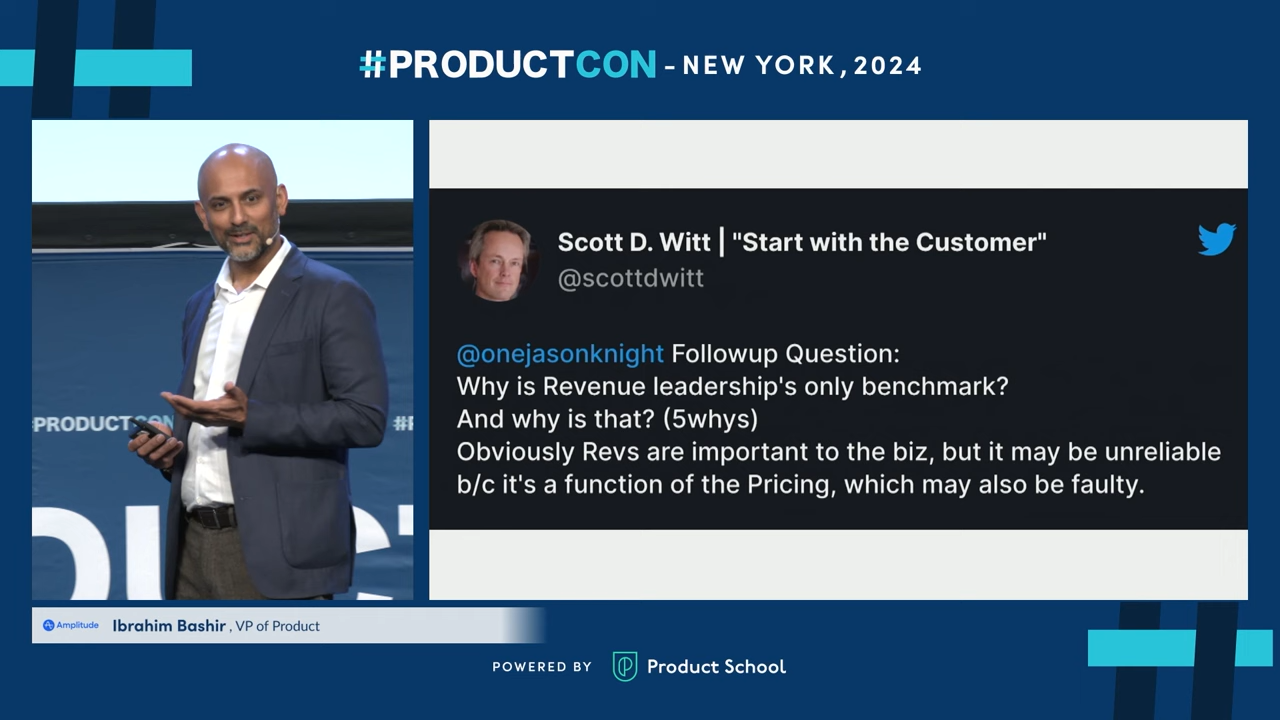 #PRODUCTCON - NEW YORK, 2024
#PRODUCTCON
#P
DUCT
Scott D. Witt | "Start with the Customer"
@scottdwitt
@onejasonknight Followup Question:
Why is Revenue leadership's only benchmark?
And why is that? (5whys)
Obviously Revs are important to the biz, but it may be unreliable
b/c it's a function of the Pricing, which may also be faulty.
Amplitude Ibrahim Bashir , VP of Product
POWERED BY Product School